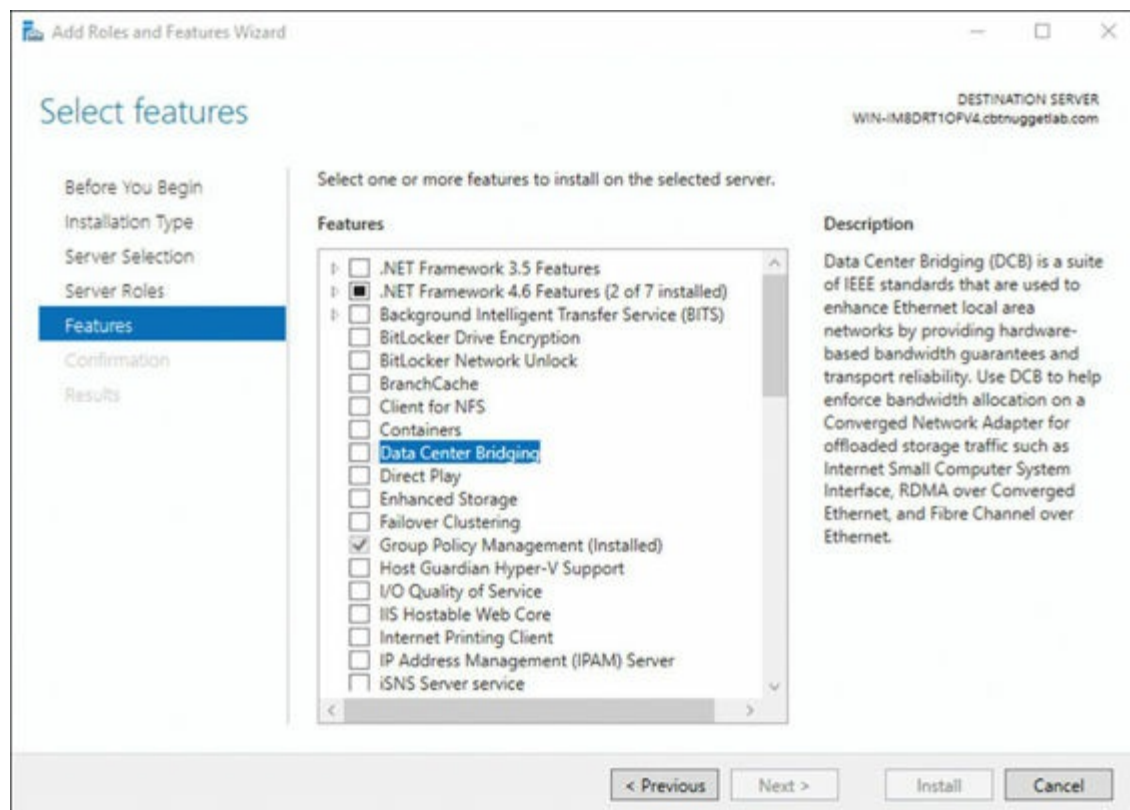 Add Roles and Features Wizard
Select features
DESTINATION SERVER
WIN-IM8DRT1OFV4.cbtnuggetlab.com
Before You Begin
Installation Type
Server Selection
Server Roles
Features
Confirmation
Results
Select one or more features to install on the selected server.
Features
.NET Framework 3.5 Features
.NET Framework 4.6 Features (2 of 7 installed)
Background Intelligent Transfer Service (BITS)
BitLocker Drive Encryption
BitLocker Network Unlock
BranchCache
Client for NFS
Containers
Data Center Bridging
Direct Play
Enhanced Storage
Failover Clustering
Group Policy Management (Installed)
Host Guardian Hyper-V Support
I/O Quality of Service
IIS Hostable Web Core
Internet Printing Client
IP Address Management (IPAM) Server
iSNS Server service
Description
Data Center Bridging (DCB) is a suite
of IEEE standards that are used to
enhance Ethernet local area
networks by providing hardware-
based bandwidth guarantees and
transport reliability. Use DCB to help
enforce bandwidth allocation on a
Converged Network Adapter for
offloaded storage traffic such as
Internet Small Computer System
Interface, RDMA over Converged
Ethernet, and Fibre Channel over
Ethernet.
< Previous
Next >
Install
Cancel